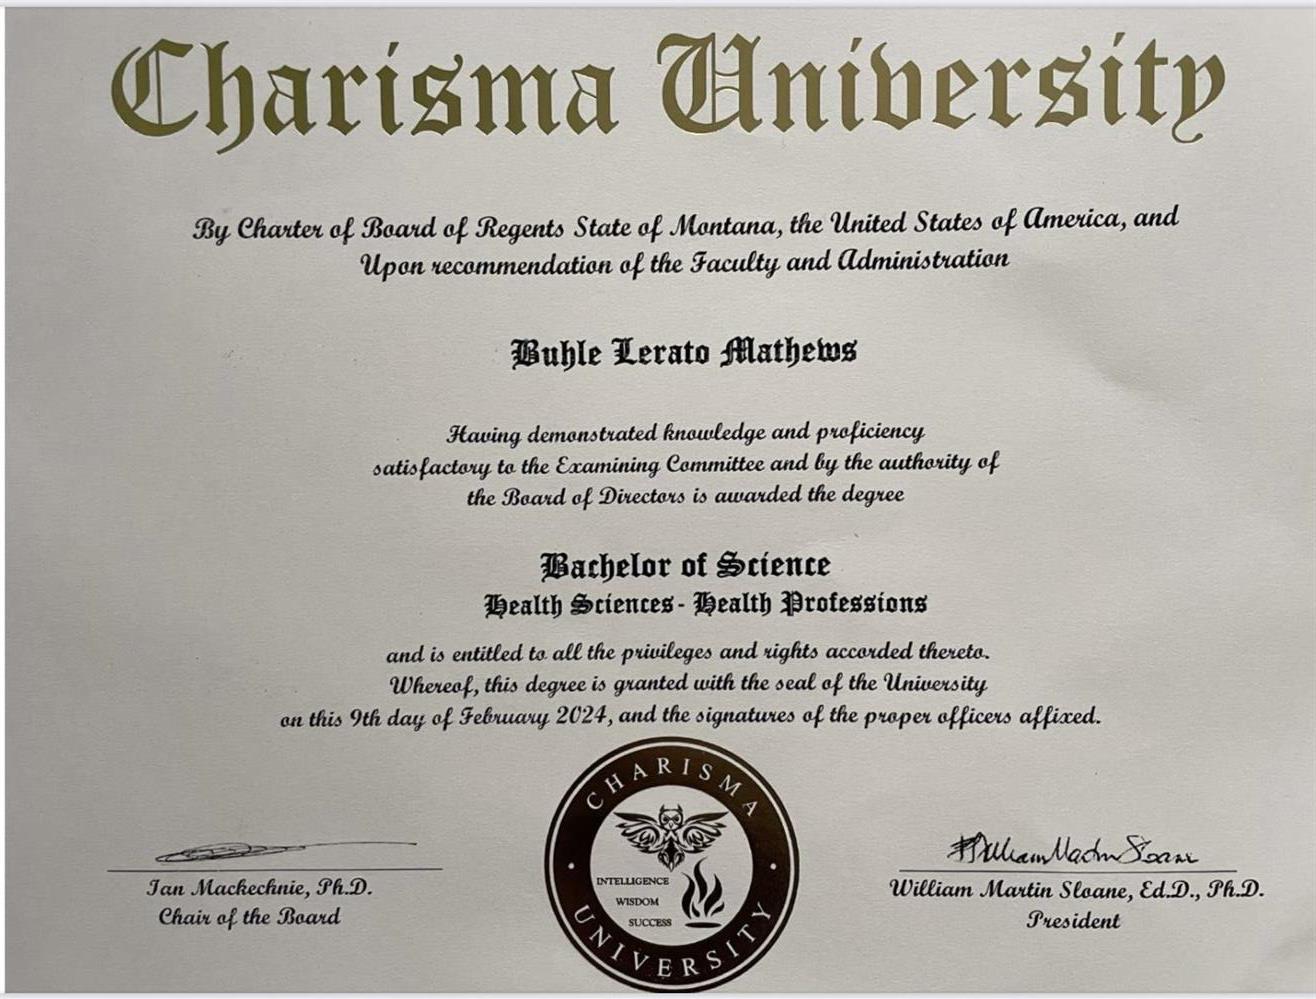 Charisma University
By Charter of Board of Regents State of Montana, the United States of America, and
Upon recommendation of the Faculty and Administration
Buhle Lerato Mathews
Having demonstrated knowledge and proficiency
satisfactory to the Examining Committee and by the authority of
the Board of Directors is awarded the degree
Bachelor of Science
Health Sciences- Health Professions
and is entitled to all the privileges and rights accorded thereto.
Whereof, this degree is granted with the seal of the University
on this 9th day of February 2024, and the signatures of the proper officers affixed.
CHARISMA
INTELLIGENCE
WISDOM
SUCCESS
UNIVERSITY
Ian Mackechnie, Ph.D.
Chair of the Board
William Martin Sloane
William Martin Sloane, Ed.D., Ph.D.
President